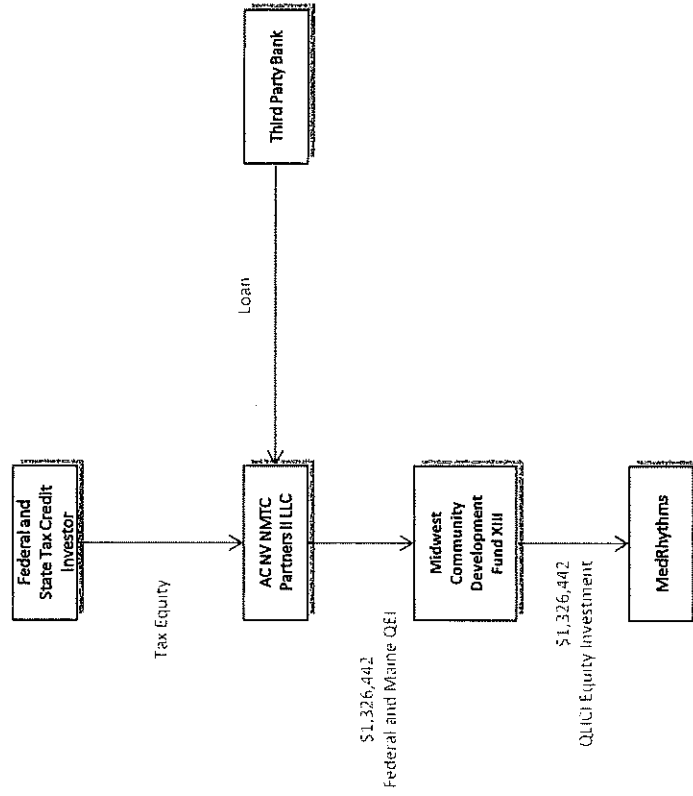 Federal and
State Tax Credit
Investor
Tax Equity
Third Party Bank
Loan
AC NV NMTC
Partners II LLC
$1,326,442
Federal and Maine QEI
Midwest
Community
Development
Fund XIII
$1,326,442
QLICI Equity Investment
MedRhythms